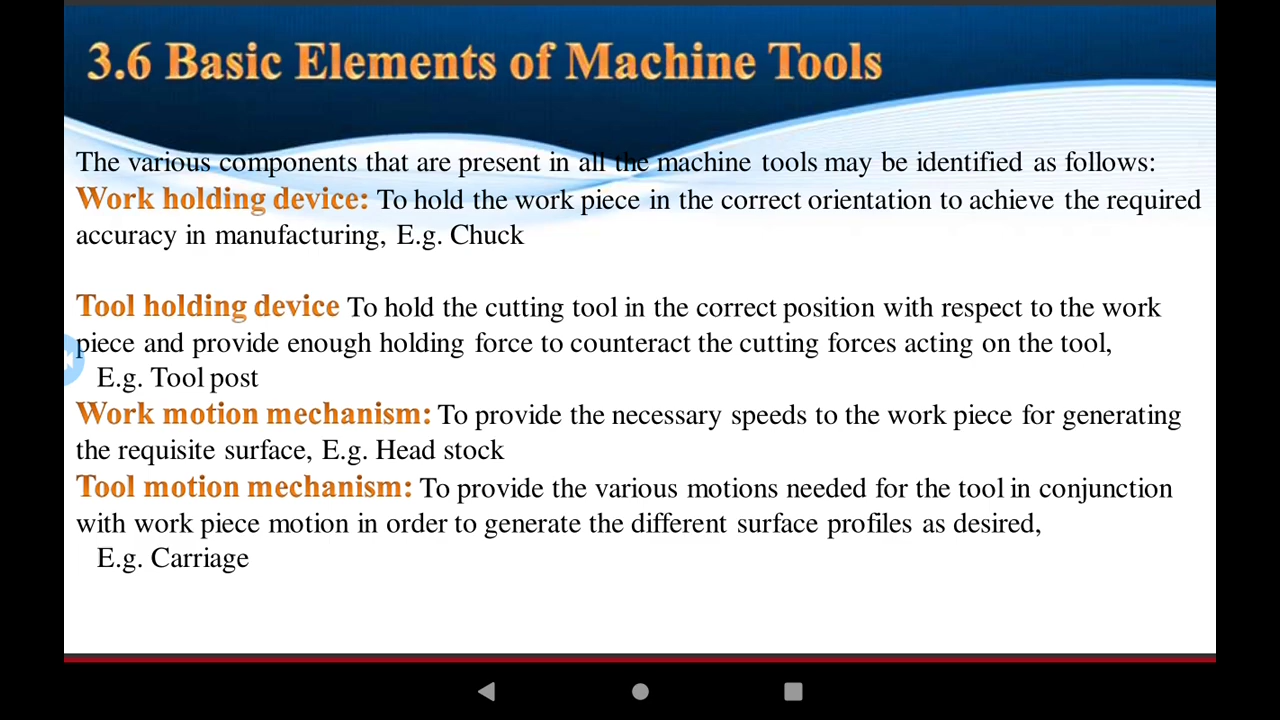 3.6 Basic Elements of Machine Tools
The various components that are present in all the machine tools may be identified as follows:
Work holding device: To hold the work piece in the correct orientation to achieve the required
accuracy in manufacturing, E.g. Chuck
Tool holding device To hold the cutting tool in the correct position with respect to the work
piece and provide enough holding force to counteract the cutting forces acting on the tool,
E.g. Tool post
Work motion mechanism: To provide the necessary speeds to the work piece for generating
the requisite surface, E.g. Head stock
Tool motion mechanism: To provide the various motions needed for the tool in conjunction
with work piece motion in order to generate the different surface profiles as desired,
E.g. Carriage